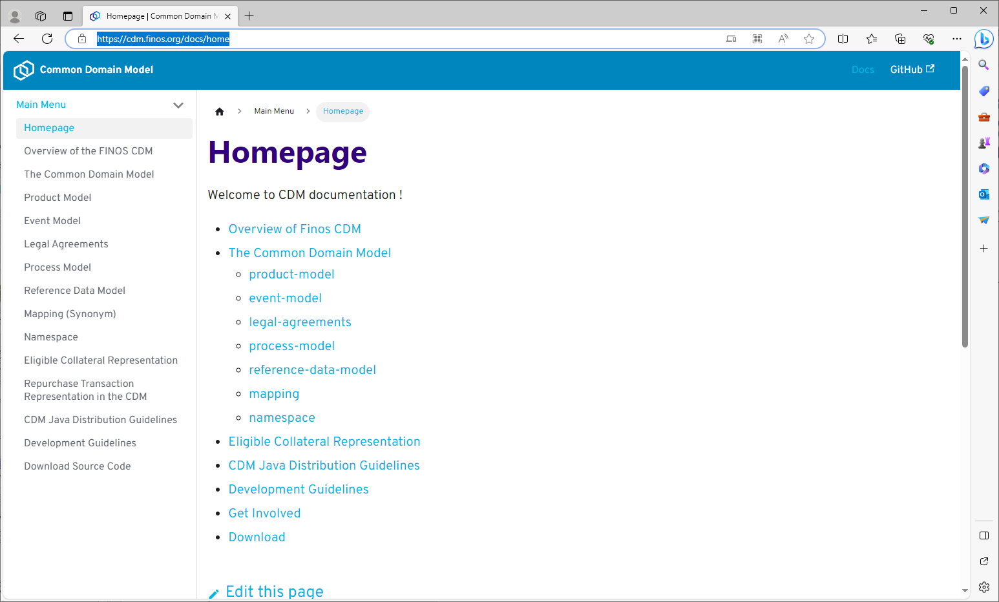 Homepage | Common Domain M
https://cdm.finos.org/docs/home
Common Domain Model
Docs
GitHub
Main Menu
Homepage
Overview of the FINOS CDM
The Common Domain Model
Product Model
Event Model
Legal Agreements
Process Model
Reference Data Model
Mapping (Synonym)
Namespace
Eligible Collateral Representation
Repurchase Transaction
Representation in the CDM
CDM Java Distribution Guidelines
Development Guidelines
Download Source Code
Main Menu
Homepage
Homepage
Welcome to CDM documentation !
Overview of Finos CDM
The Common Domain Model
product-model
event-model
legal-agreements
process-model
reference-data-model
mapping
namespace
Eligible Collateral Representation
CDM Java Distribution Guidelines
Development Guidelines
Get Involved
Download
Edit this page